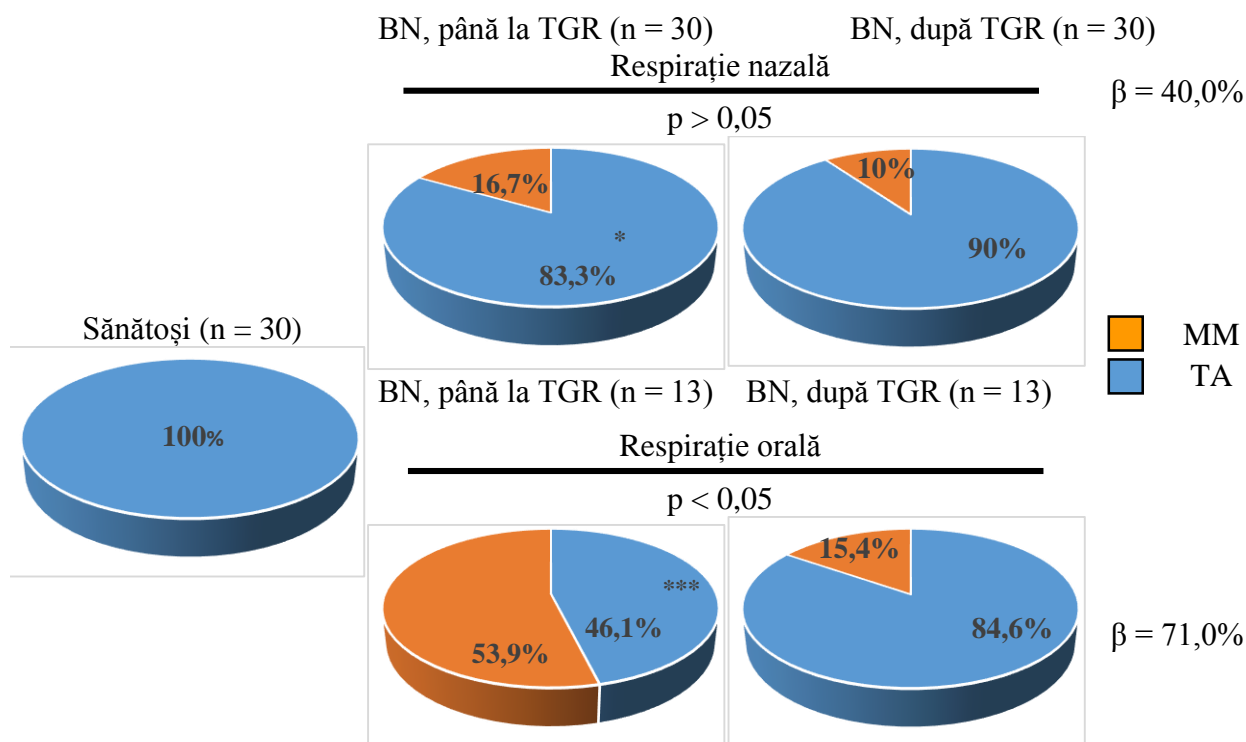 BN, până la TGR (n = 30) BN, după TGR (n = 30)
Respirație nazală
β = 40,0%
p > 0,05
16,7%
*
83,3%
10%
90%
Sănătoși (n = 30)
100%
MM
TA
BN, până la TGR (n = 13) BN, după TGR (n = 13)
Respirație orală
p < 0,05
53,9%
46,1%
***
15,4%
84,6%
β = 71,0%